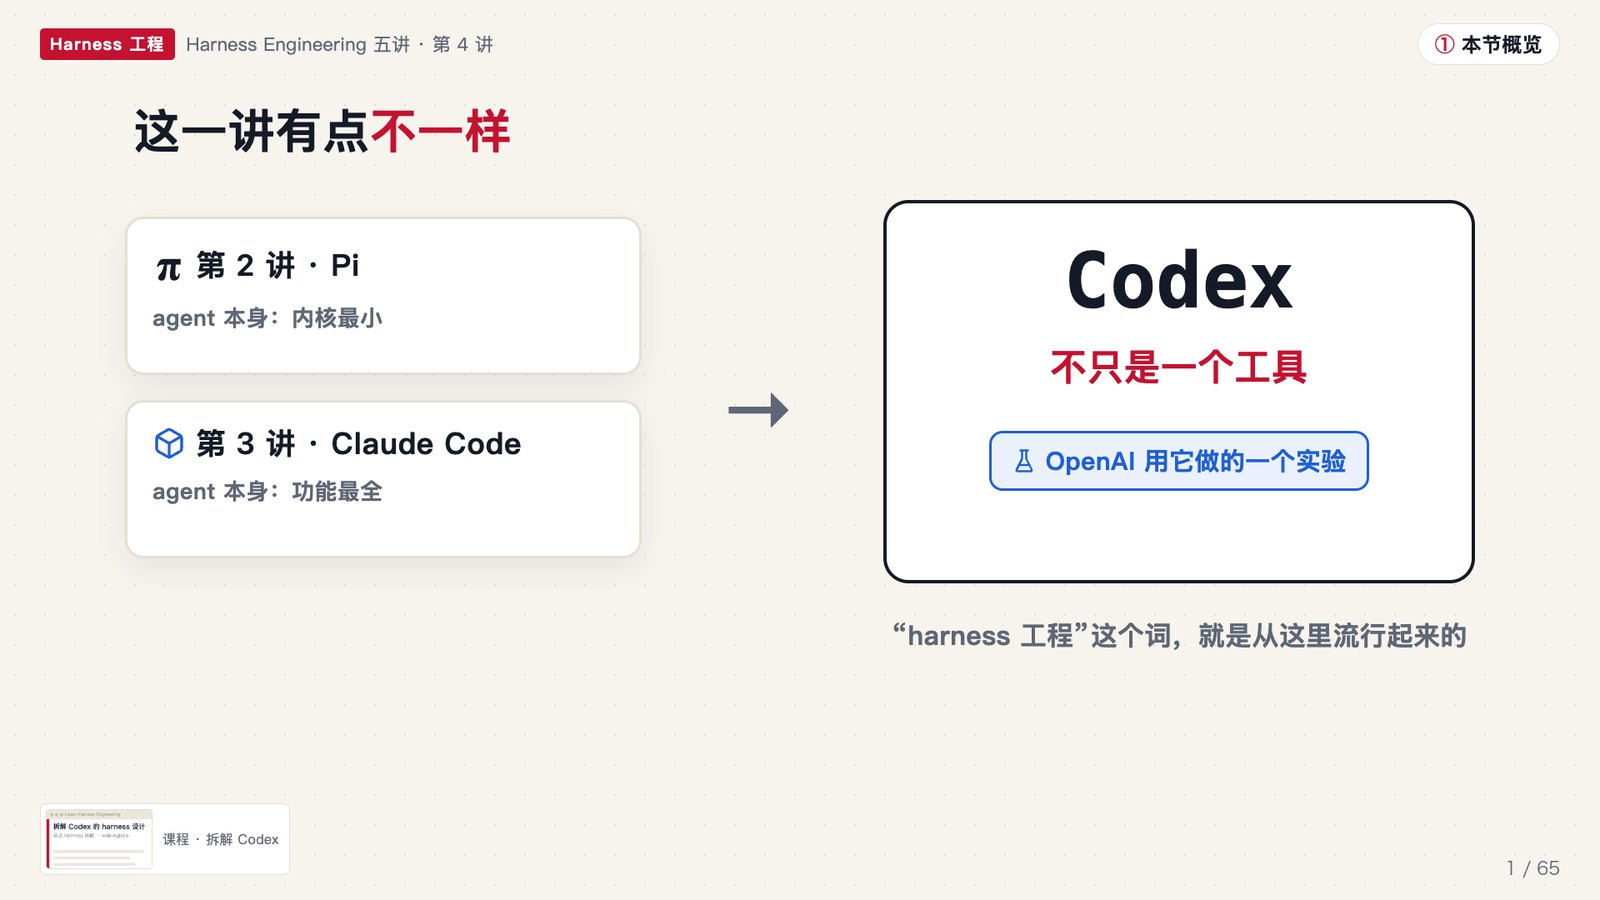 Harness 工程
Harness Engineering 五讲 · 第 4 讲
① 本节概览
这一讲有点不一样
π 第 2 讲 · Pi
agent 本身：内核最小
第 3 讲 · Claude Code
agent 本身：功能最全
Codex
不只是一个工具
OpenAI 用它做的一个实验
“harness 工程”这个词，就是从这里流行起来的
Learn Harness Engineering
拆解 Codex 的 harness 设计
课程 · 拆解 Codex
1 / 65